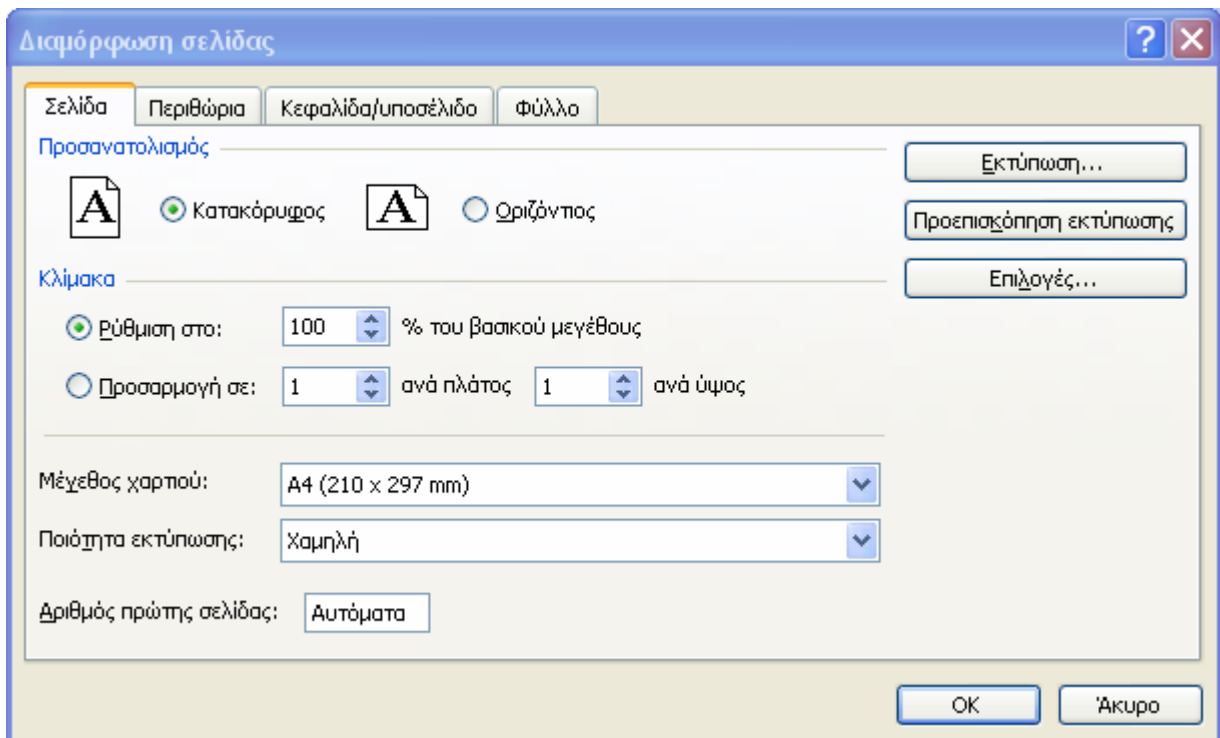 Διαμόρφωση σελίδας
Σελίδα Περιθώρια Κεφαλίδα/υποσέλιδο Φύλλο
Προσανατολισμός
A Κατακόρυφος A Οριζόντιος
Κλίμακα
Ρύθμιση στο: 100 % του βασικού μεγέθους
Προσαρμογή σε: 1 ανά πλάτος 1 ανά ύψος
Μέγεθος χαρτιού: A4 (210 x 297 mm)
Ποιότητα εκτύπωσης: Χαμηλή
Αριθμός πρώτης σελίδας: Αυτόματα
Εκτύπωση...
Προεπισκόπηση εκτύπωσης
Επιλογές...
OK Άκυρο